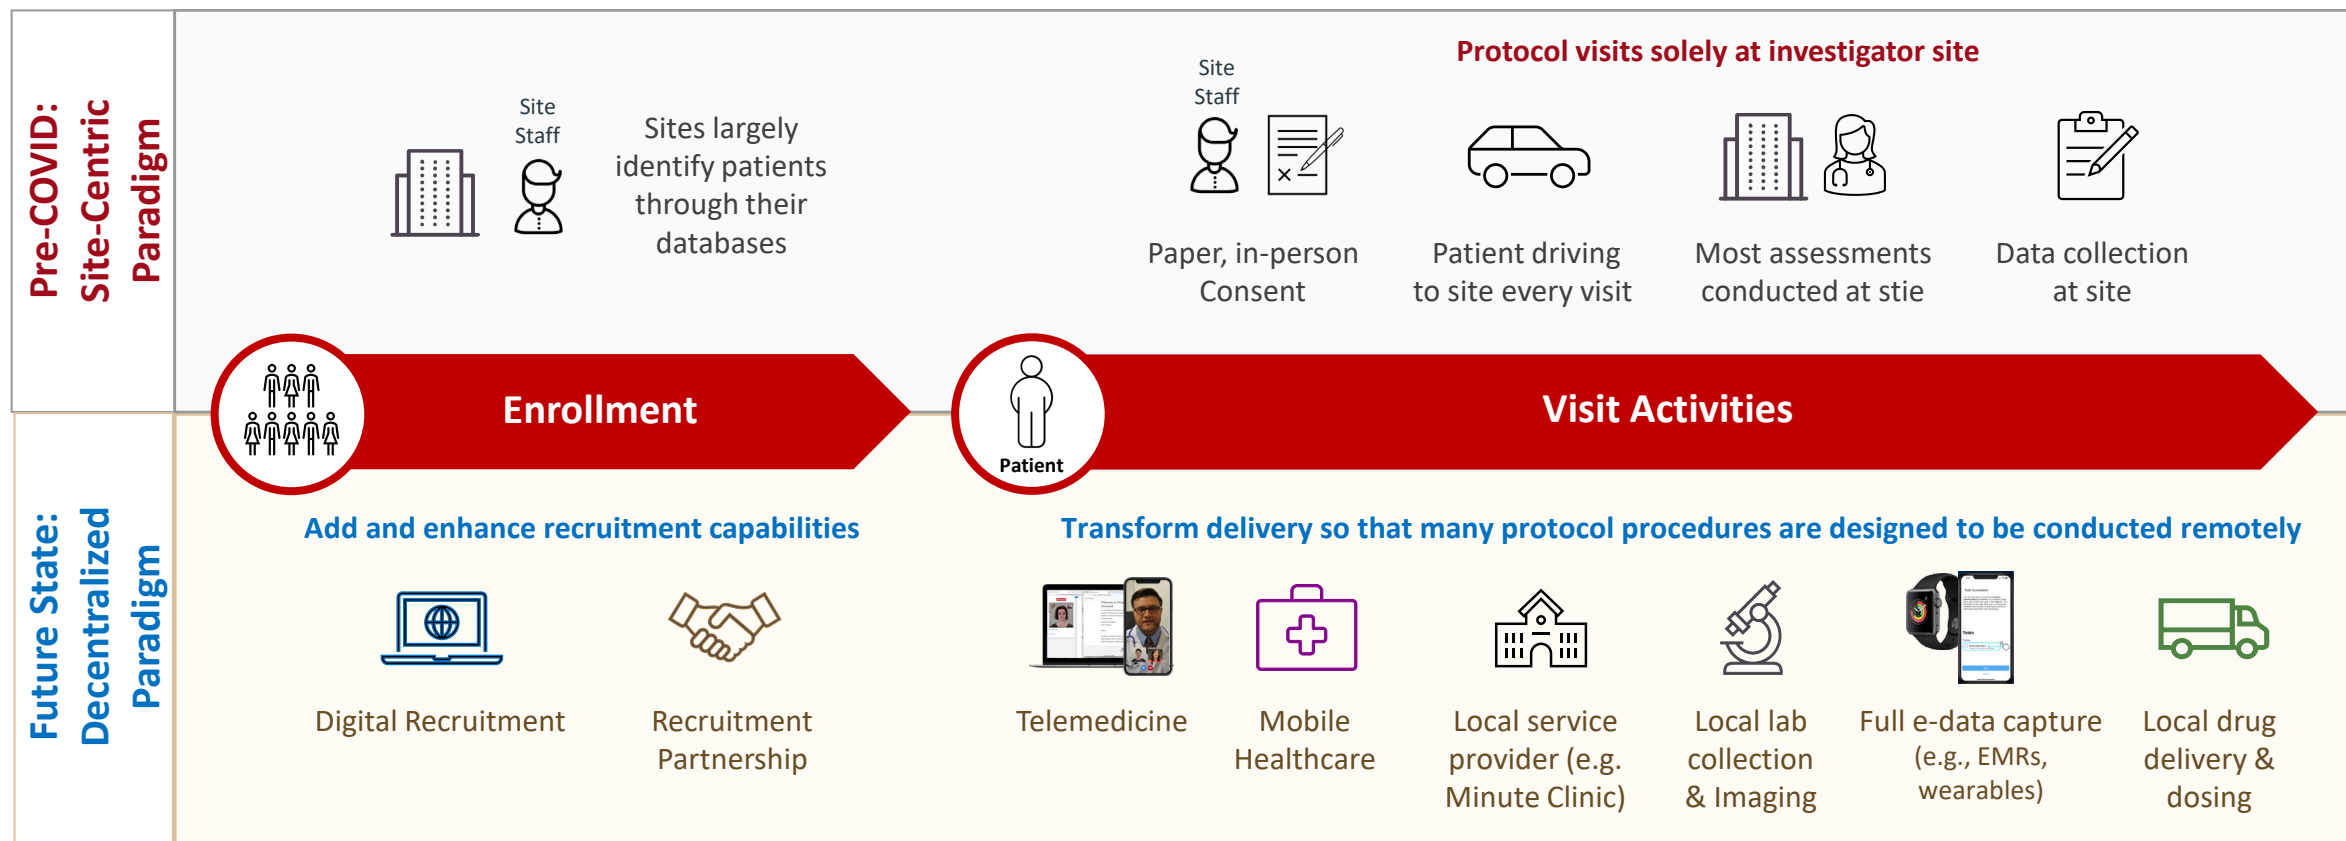 Pre-COVID:
Site-Centric
Paradigm
Site
Staff
Sites largely
identify patients
through their
databases
Protocol visits solely at investigator site
Site
Staff
Paper, in-person
Consent
Patient driving
to site every visit
Most assessments
conducted at stie
Data collection
at site
Enrollment
Patient
Visit Activities
Future State:
Decentralized
Paradigm
Add and enhance recruitment capabilities
Digital Recruitment
Recruitment
Partnership
Transform delivery so that many protocol procedures are designed to be conducted remotely
Telemedicine
Mobile
Healthcare
Local service
provider (e.g.
Minute Clinic)
Local lab
collection
& Imaging
Tasks
Full e-data capture
(e.g., EMRs,
wearables)
Local drug
delivery &
dosing